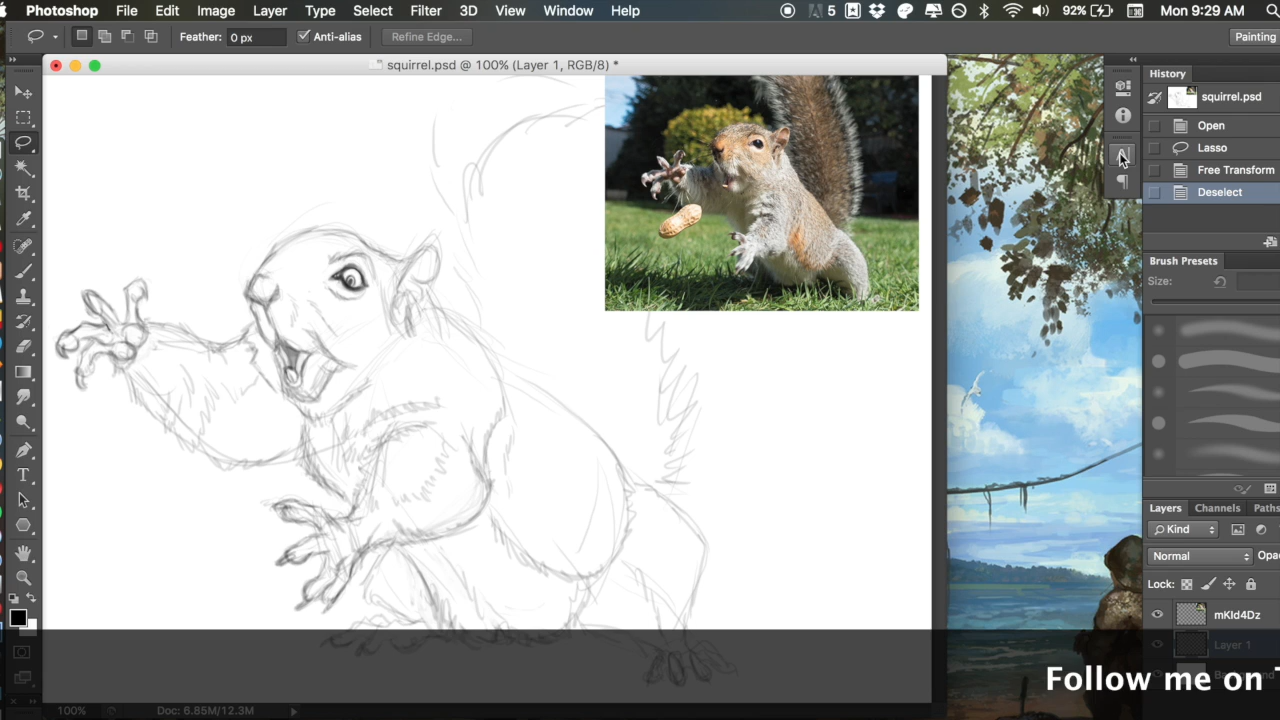 Photoshop File Edit Image Layer Type Select Filter 3D View Window Help 5 92% Mon 9:29 AM
Feather: 0 px Anti-alias Refine Edge... Painting
squirrel.psd @ 100% (Layer 1, RGB/8) *
History
squirrel.psd
Open
Lasso
Free Transform
Deselect
Brush Presets
Size:
Layers Channels Paths
Kind
Normal
Lock:
mKId4Dz
Layer 1
Follow me on T
100% Doc: 6.85M/12.3M